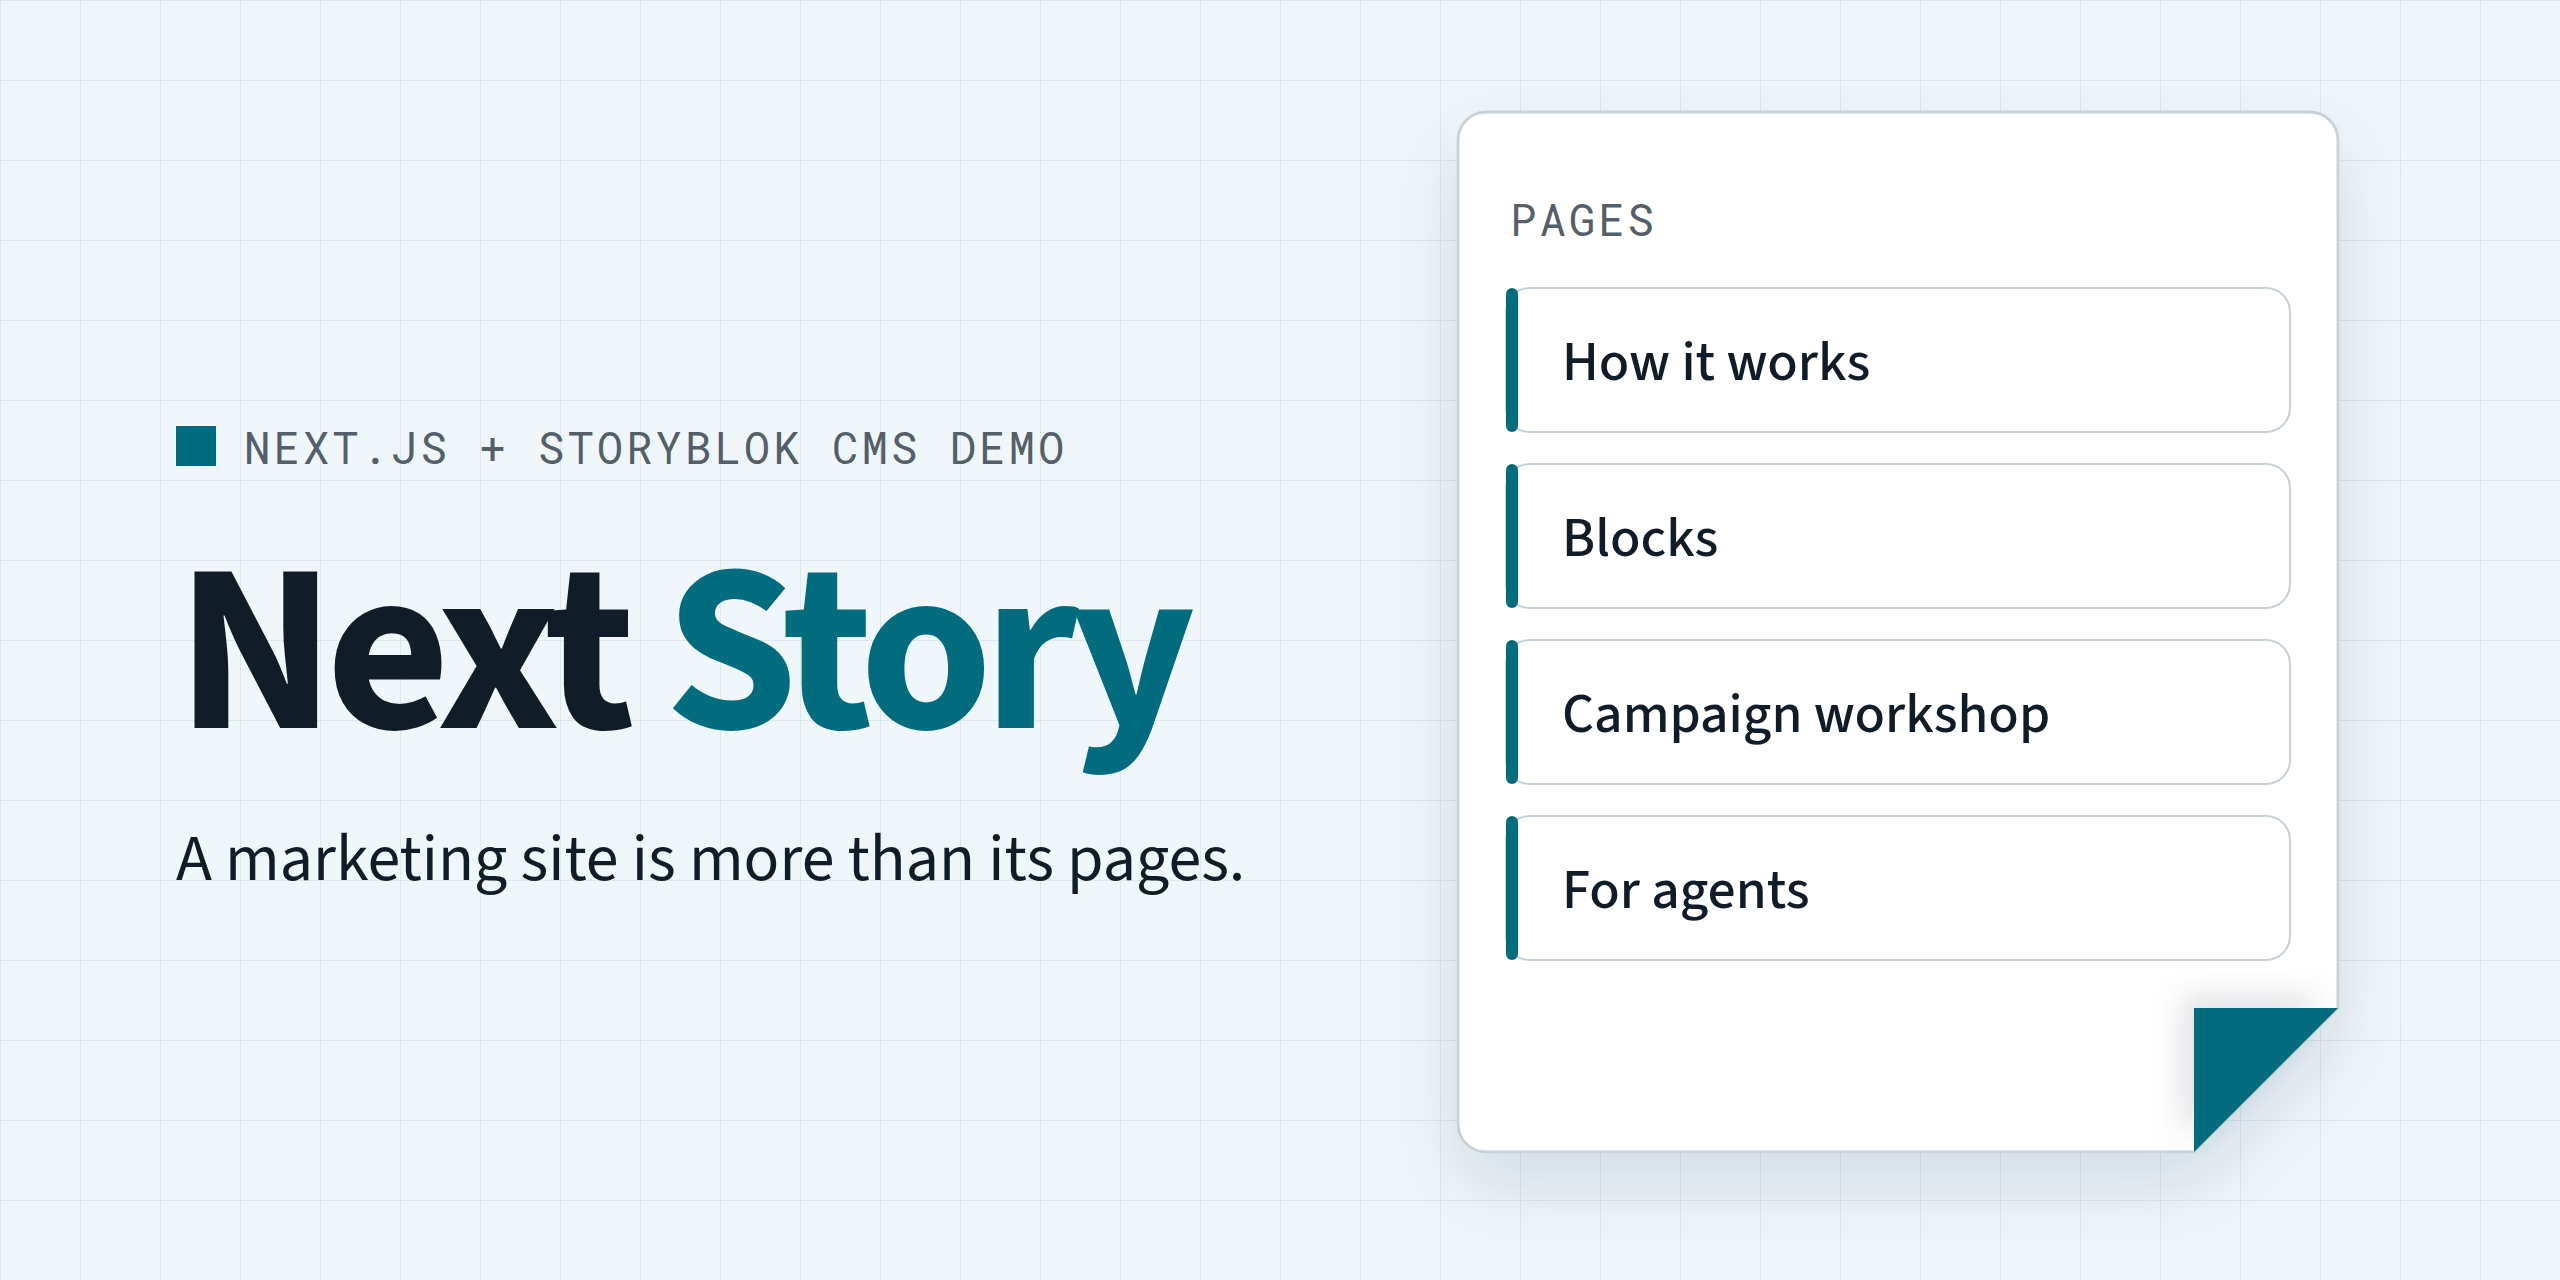 NEXT.JS + STORYBLOK CMS DEMO
Next Story
A marketing site is more than its pages.
PAGES
How it works
Blocks
Campaign workshop
For agents